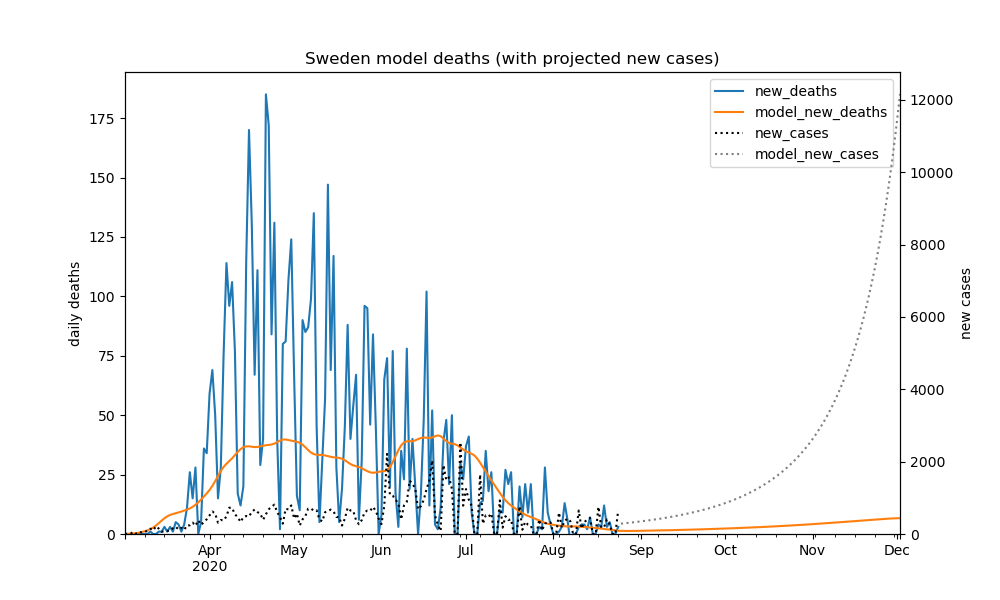 Sweden model deaths (with projected new cases)
new_deaths
model_new_deaths
new_cases
model_new_cases
daily deaths
175
150
125
100
75
50
25
0
12000
10000
8000
6000
4000
2000
0
new cases
Apr
2020
May
Jun
Jul
Aug
Sep
Oct
Nov
Dec